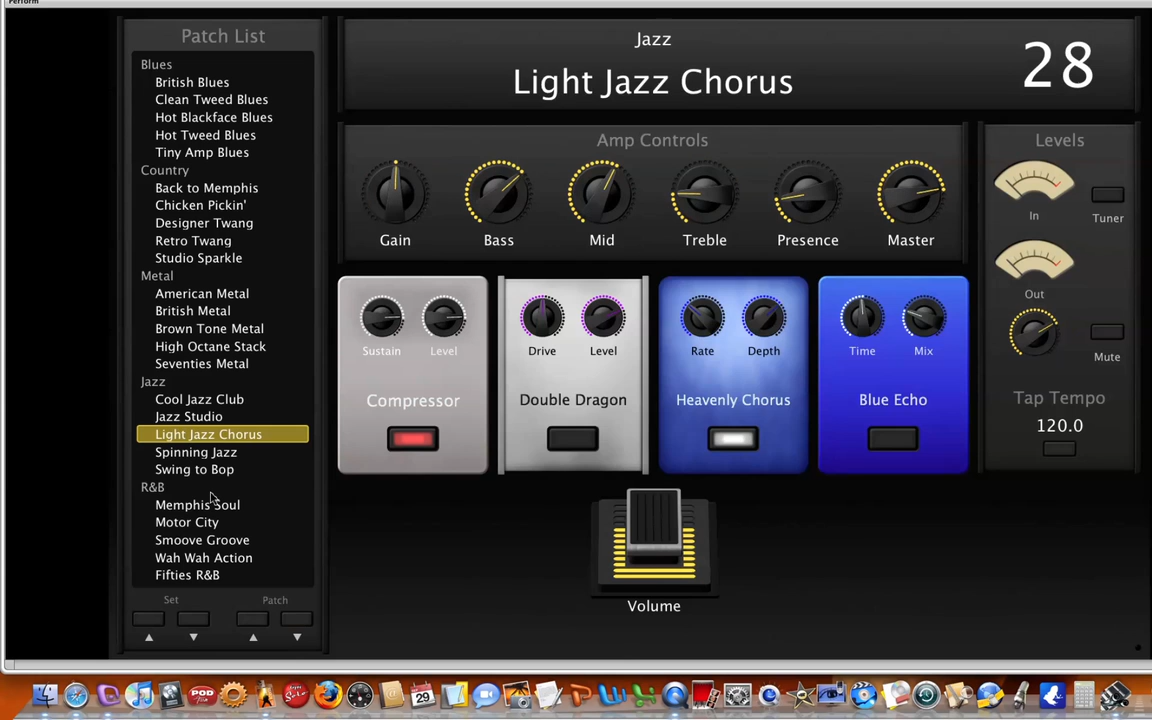 Perform
Patch List
Blues
British Blues
Clean Tweed Blues
Hot Blackface Blues
Hot Tweed Blues
Tiny Amp Blues
Country
Back to Memphis
Chicken Pickin'
Designer Twang
Retro Twang
Studio Sparkle
Metal
American Metal
British Metal
Brown Tone Metal
High Octane Stack
Seventies Metal
Jazz
Cool Jazz Club
Jazz Studio
Light Jazz Chorus
Spinning Jazz
Swing to Bop
R&B
Memphis Soul
Motor City
Smoove Groove
Wah Wah Action
Fifties R&B
Set Patch
Jazz
Light Jazz Chorus
28
Amp Controls
Gain Bass Mid Treble Presence Master
Levels
In Tuner
Out
Mute
Tap Tempo
120.0
Sustain Level
Compressor
Drive Level
Double Dragon
Rate Depth
Heavenly Chorus
Time Mix
Blue Echo
Volume
POD
29